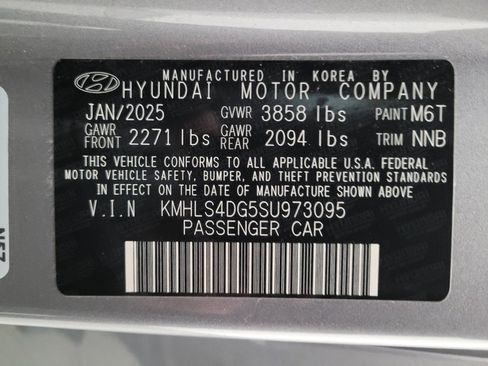 MANUFACTURED IN KOREA BY
HYUNDAI MOTOR COMPANY
JAN/2025 GVWR 3858 lbs PAINT M6T
GAWR FRONT 2271 lbs GAWR REAR 2094 lbs TRIM NNB
THIS VEHICLE CONFORMS TO ALL APPLICABLE U.S.A. FEDERAL
MOTOR VEHICLE SAFETY, BUMPER, AND THEFT PREVENTION STANDARDS
IN EFFECT ON THE DATE OF MANUFACTURE SHOWN ABOVE.
V.I.N KMHLS4DG5SU973095
PASSENGER CAR